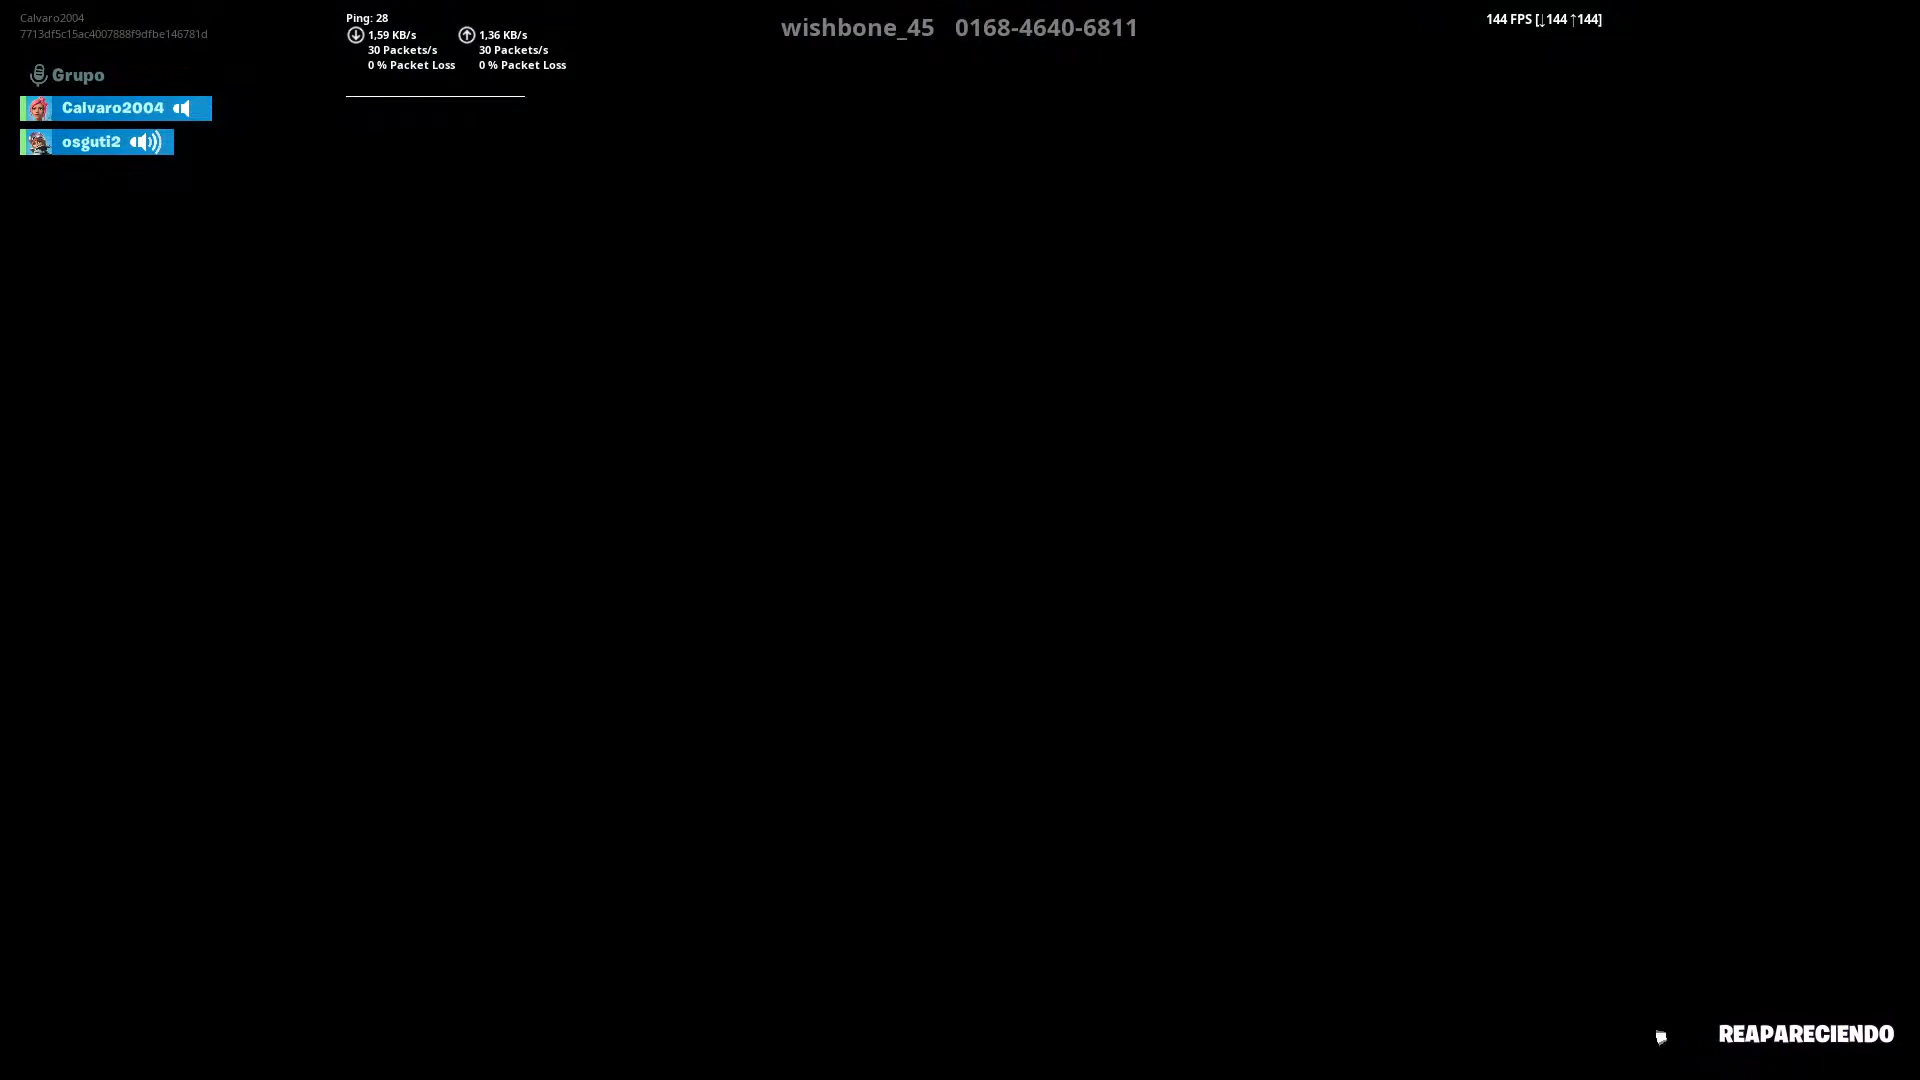 Calvaro2004
7713df5c15ac4007888f9dfbe146781d
Grupo
Calvaro2004
osguti2
Ping: 28
1,59 KB/s 1,36 KB/s
30 Packets/s 30 Packets/s
0 % Packet Loss 0 % Packet Loss
wishbone_45 0168-4640-6811
144 FPS [↓144 ↑144]
REAPARECIENDO